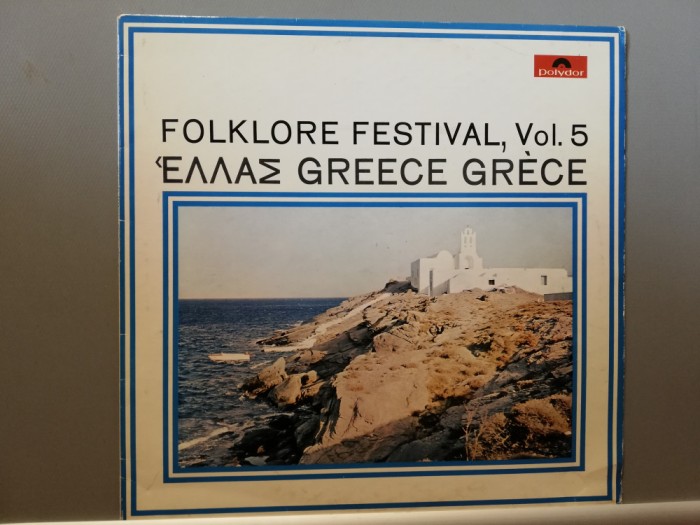 Polydor
FOLKLORE FESTIVAL, Vol. 5
ἙΛΛΑΣ GREECE GRÈCE